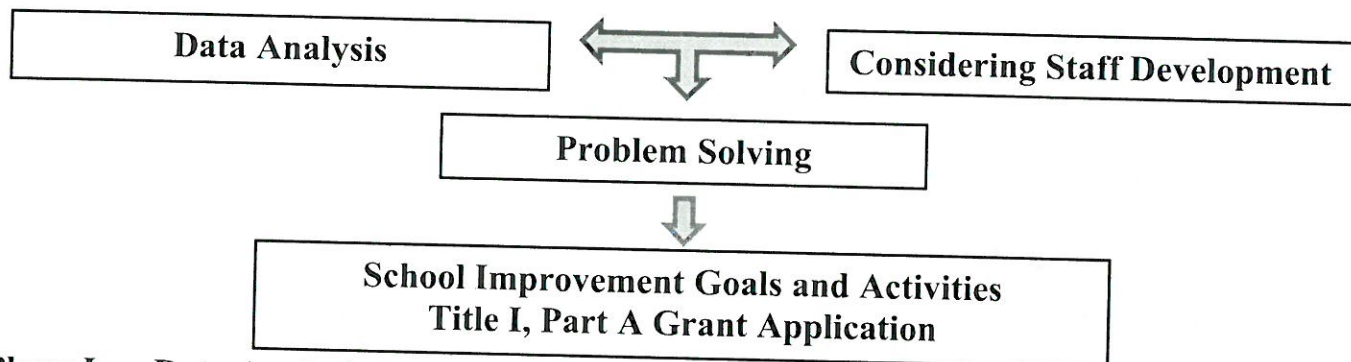 Data Analysis
Considering Staff Development
Problem Solving
School Improvement Goals and Activities
Title I, Part A Grant Application